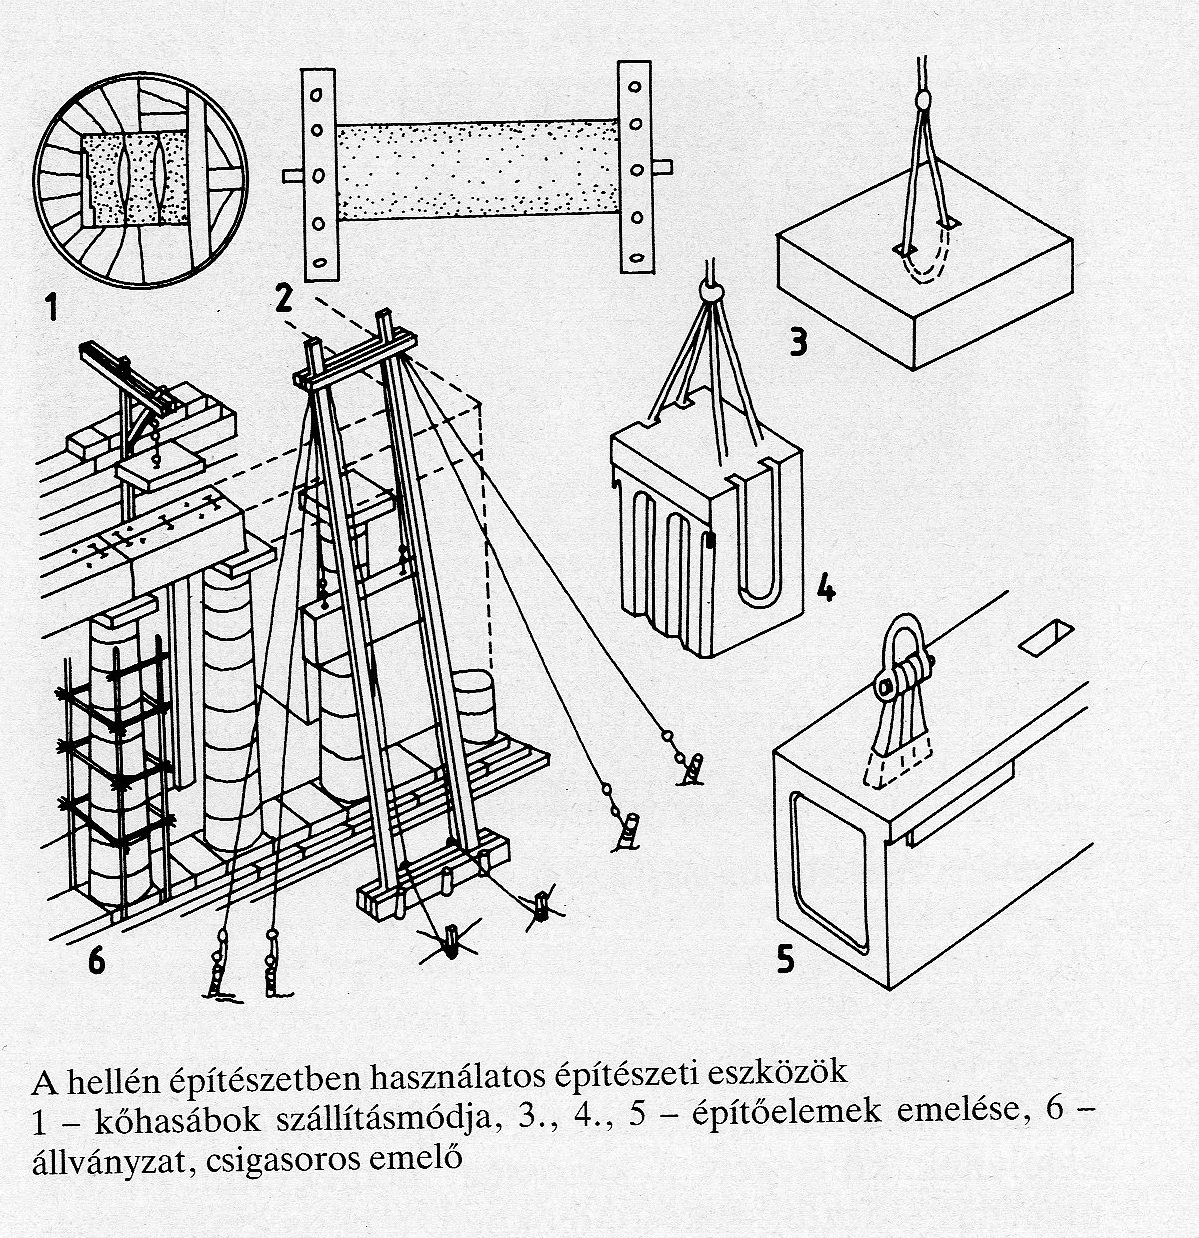 1
2
3
4
5
6
A hellén építészetben használatos építészeti eszközök
1 – kőhasábok szállításmódja, 3., 4., 5 – építőelemek emelése, 6 –
állványzat, csigasoros emelő